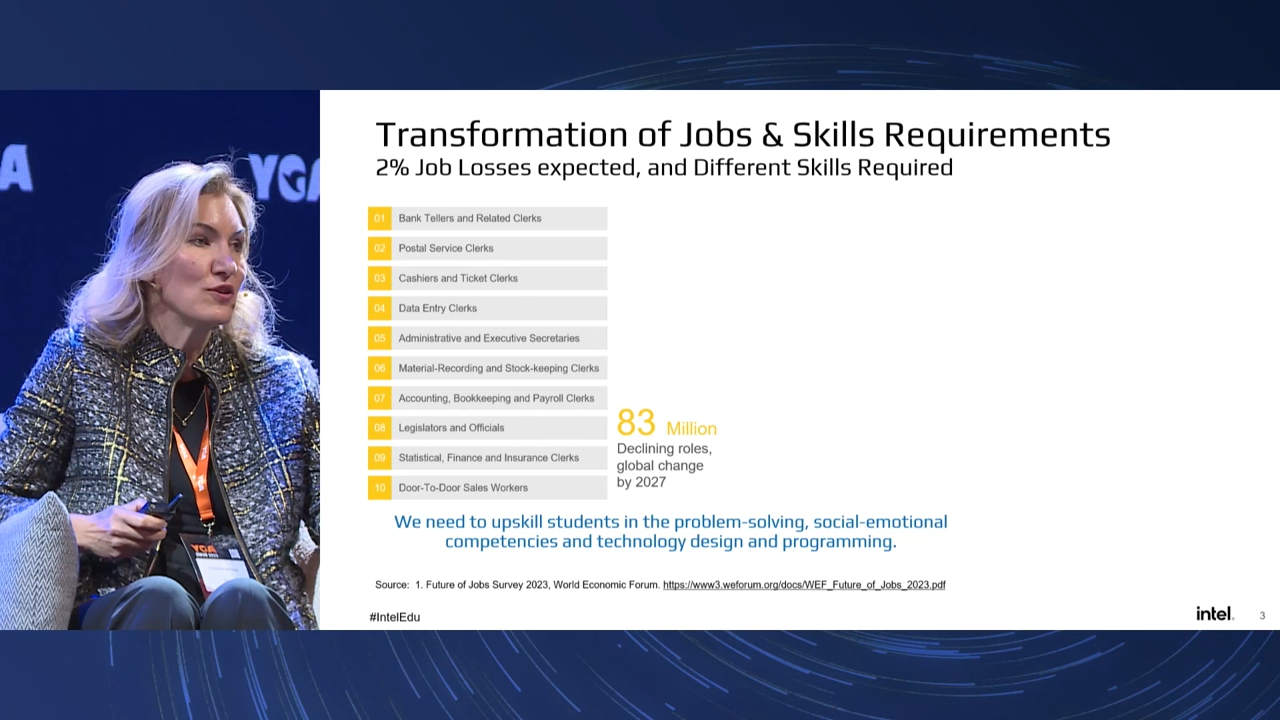 A
YGA
Transformation of Jobs & Skills Requirements
2% Job Losses expected, and Different Skills Required
01 Bank Tellers and Related Clerks
02 Postal Service Clerks
03 Cashiers and Ticket Clerks
04 Data Entry Clerks
05 Administrative and Executive Secretaries
06 Material-Recording and Stock-keeping Clerks
07 Accounting, Bookkeeping and Payroll Clerks
08 Legislators and Officials
09 Statistical, Finance and Insurance Clerks
10 Door-To-Door Sales Workers
83 Million
Declining roles,
global change
by 2027
We need to upskill students in the problem-solving, social-emotional
competencies and technology design and programming.
Source: 1. Future of Jobs Survey 2023, World Economic Forum. https://www3.weforum.org/docs/WEF_Future_of_Jobs_2023.pdf
#IntelEdu
intel.
3
YGA